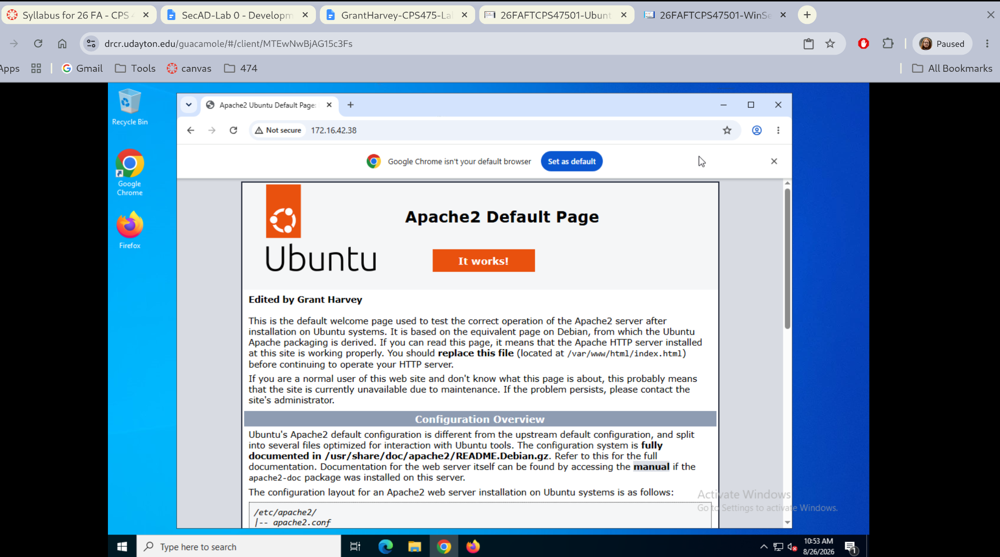 Syllabus for 26 FA - CPS
SecAD-Lab 0 - Developm
GrantHarvey-CPS475-La
26FAFTCPS47501-Ubunt
26FAFTCPS47501-WinSe
drcr.udayton.edu/guacamole/#/client/MTEwNwBjAG15c3Fs
Paused
Apps
Gmail
Tools
canvas
474
All Bookmarks
Recycle Bin
Google
Chrome
Firefox
Apache2 Ubuntu Default Page:
Not secure
172.16.42.38
Google Chrome isn't your default browser
Set as default
Apache2 Default Page
Ubuntu
It works!
Edited by Grant Harvey
This is the default welcome page used to test the correct operation of the Apache2 server after
installation on Ubuntu systems. It is based on the equivalent page on Debian, from which the Ubuntu
Apache packaging is derived. If you can read this page, it means that the Apache HTTP server installed
at this site is working properly. You should replace this file (located at /var/www/html/index.html)
before continuing to operate your HTTP server.
If you are a normal user of this web site and don't know what this page is about, this probably means
that the site is currently unavailable due to maintenance. If the problem persists, please contact the
site's administrator.
Configuration Overview
Ubuntu's Apache2 default configuration is different from the upstream default configuration, and split
into several files optimized for interaction with Ubuntu tools. The configuration system is fully
documented in /usr/share/doc/apache2/README.Debian.gz. Refer to this for the full
documentation. Documentation for the web server itself can be found by accessing the manual if the
apache2-doc package was installed on this server.
The configuration layout for an Apache2 web server installation on Ubuntu systems is as follows:
/etc/apache2/
|-- apache2.conf
Activate Windows
Go to Settings to activate Windows.
Type here to search
10:53 AM
8/26/2026
1